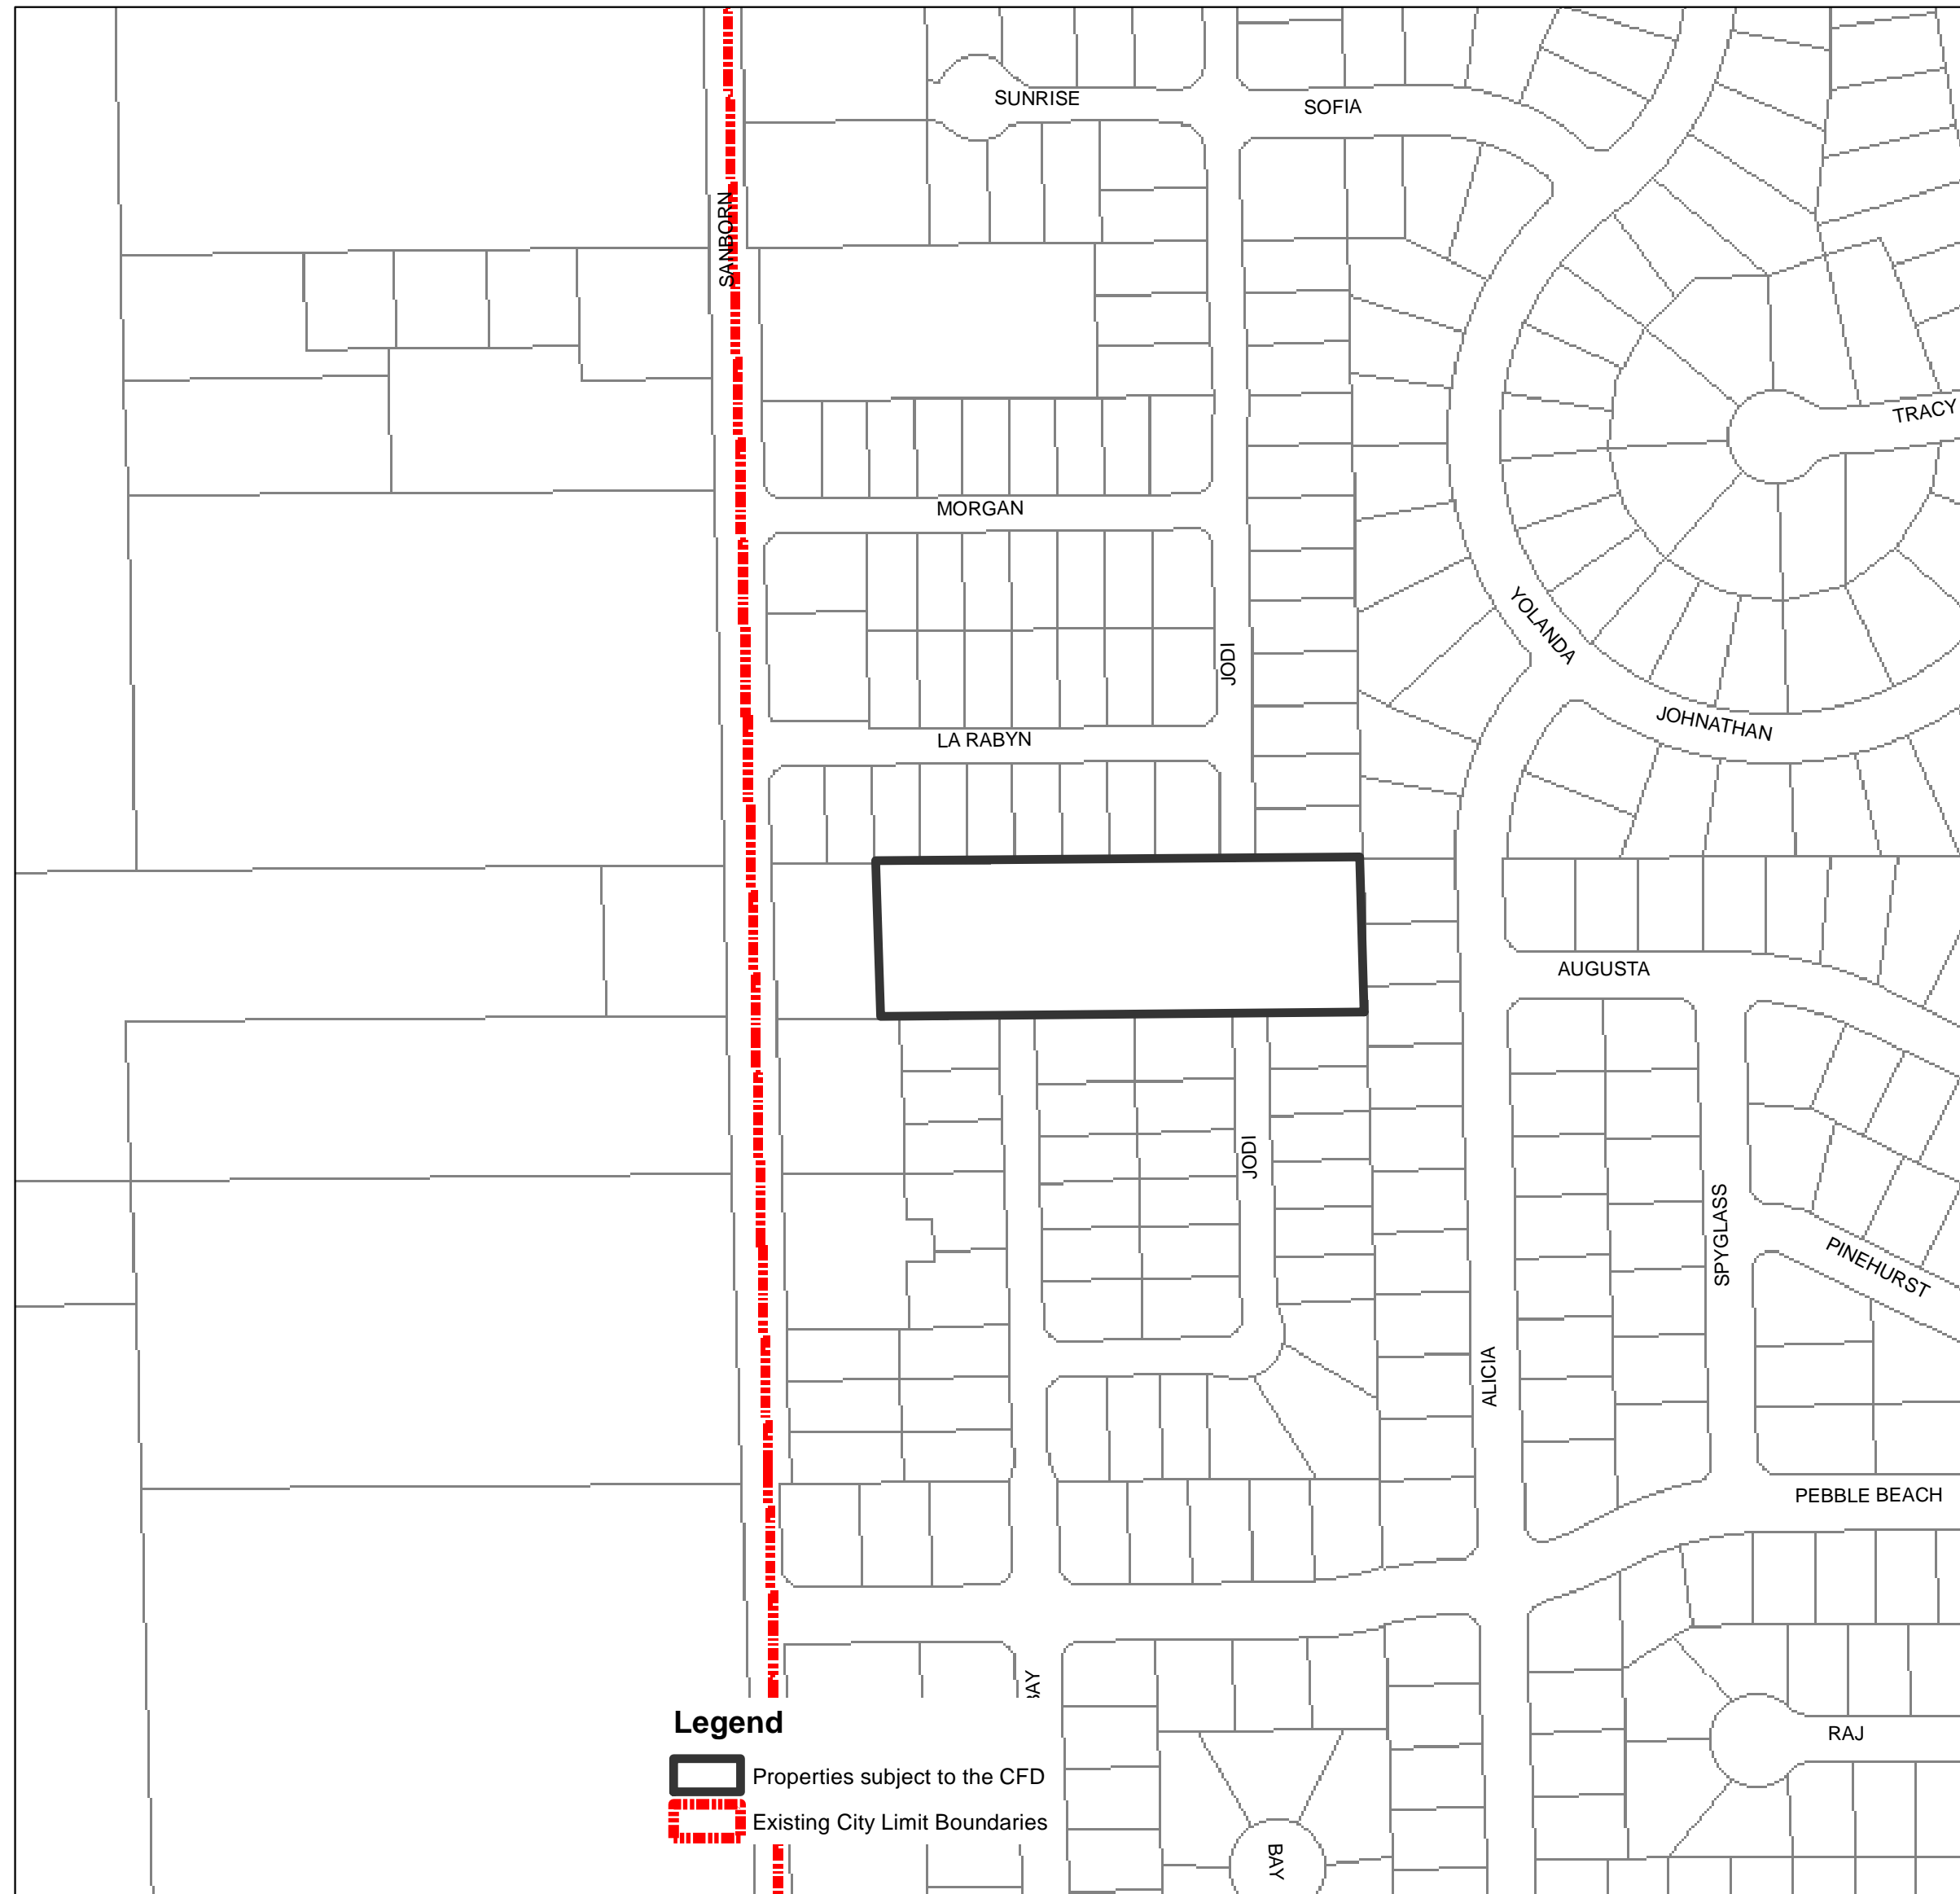 SUNRISE
SOFIA
SANBORN
TRACY
MORGAN
YOLANDA
JODI
JOHNATHAN
LA RABYN
AUGUSTA
JODI
SPYGLASS
PINEHURST
ALICIA
PEBBLE BEACH
BAY
Legend
RAJ
Properties subject to the CFD
Existing City Limit Boundaries
BAY